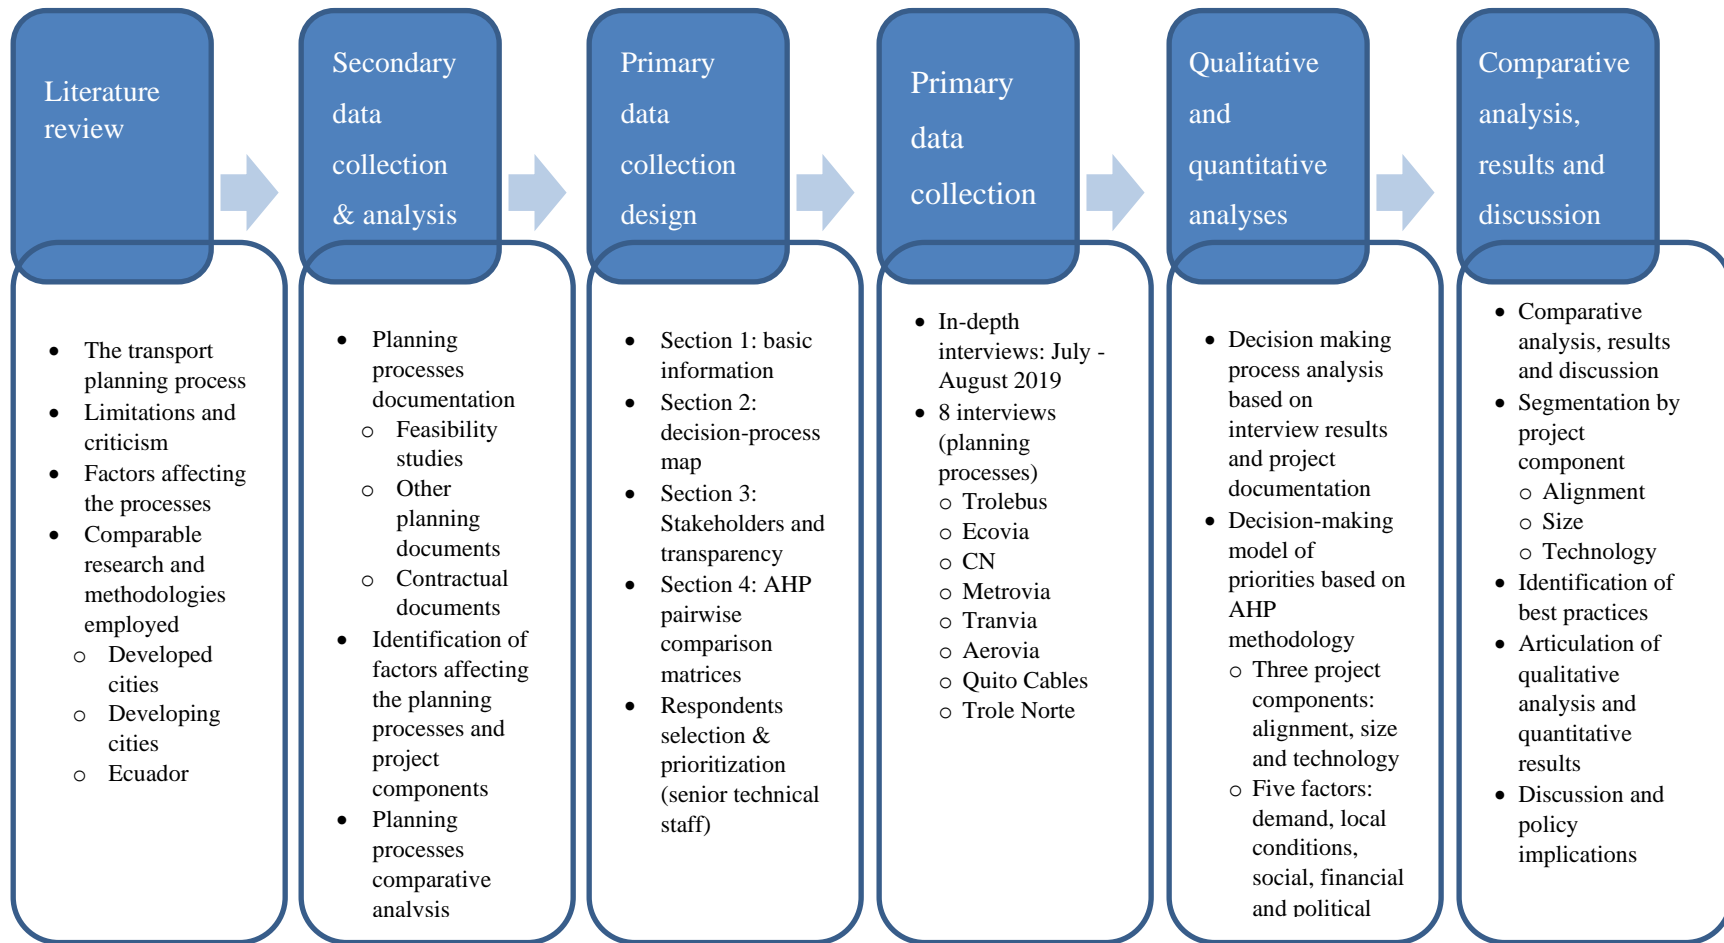 Literature
review
• The transport
planning process
• Limitations and
criticism
• Factors affecting
the processes
• Comparable
research and
methodologies
employed
o Developed
cities
o Developing
cities
o Ecuador
Secondary
data
collection
& analysis
• Planning
processes
documentation
o Feasibility
studies
o Other
planning
documents
o Contractual
documents
• Identification of
factors affecting
the planning
processes and
project
components
• Planning
processes
comparative
analysis
Primary
data
collection
design
• Section 1: basic
information
• Section 2:
decision-process
map
• Section 3:
Stakeholders and
transparency
• Section 4: AHP
pairwise
comparison
matrices
• Respondents
selection &
prioritization
(senior technical
staff)
Primary
data
collection
• In-depth
interviews: July -
August 2019
• 8 interviews
(planning
processes)
o Trolebus
o Ecovia
o CN
o Metrovia
o Tranvia
o Aerovia
o Quito Cables
o Trole Norte
Qualitative
and
quantitative
analyses
• Decision making
process analysis
based on
interview results
and project
documentation
• Decision-making
model of
priorities based on
AHP
methodology
o Three project
components:
alignment, size
and technology
o Five factors:
demand, local
conditions,
social, financial
and political
Comparative
analysis,
results and
discussion
• Comparative
analysis, results
and discussion
• Segmentation by
project
component
o Alignment
o Size
o Technology
• Identification of
best practices
• Articulation of
qualitative
analysis and
quantitative
results
• Discussion and
policy
implications